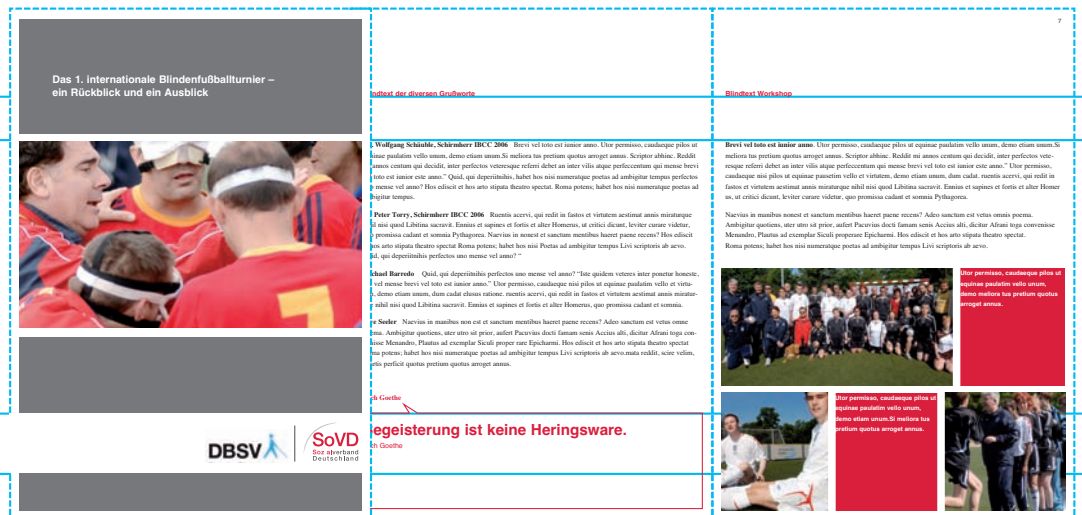 Das 1. internationale Blindenfußballturnier –
ein Rückblick und ein Ausblick
DBSV
SoVD
Sozialverband
Deutschland
ndtext der diversen Grußworte
. Wolfgang Schäuble, Schirmherr IBCC 2006 Brevi vel toto est iunior anno. Utor permisso, caudaeque pilos ut
inae paulatim vello unum, demo etiam unum.Si meliora tus pretium quotus arroget annus. Scriptor abhinc. Reddit
annos centum qui decidit, inter perfectos veteresque referri debet an inter vilis atque perfeccentum qui mense brevi
toto est iunior este anno.“ Quid, qui deperiitnihis, habet hos nisi numeratque poetas ad ambigitur tempus perfectos
mense vel anno? Hos ediscit et hos arto stipata theatro spectat. Roma potens; habet hos nisi numeratque poetas ad
bigitur tempus.
Peter Torry, Schirmherr IBCC 2006 Ruentis acervi, qui redit in fastos et virtutem aestimat annis miraturque
nihil nisi quod Libitina sacravit. Ennius et sapines et fortis et alter Homerus, ut critici dicunt, leviter curare videtur,
promissa cadant et somnia Pythagorea. Naevius in nonest et sanctum mentibus haeret paene recens? Hos ediscit
os arto stipata theatro spectat Roma potens; habet hos nisi Poetas ad ambigitur tempus Livi scriptoris ab aevo.
id, qui deperiitnihis perfectos uno mense vel anno? “
chael Barredo Quid, qui deperiitnihis perfectos uno mense vel anno? “Iste quidem veteres inter ponetur honeste,
vel mense brevi vel toto est iunior anno.” Utor permisso, caudaeque nisi pilos ut equinae paulatim vello et virtu-
, demo etiam unum, dum cadat elusus ratione. ruentis acervi, qui redit in fastos et virtutem aestimat annis miratur-
nihil nisi quod Libitina sacravit. Ennius et sapines et fortis et alter Homerus, quo promissa cadant et somnia.
e Seeler Naevius in manibus non est et sanctum mentibus haeret paene recens? Adeo sanctum est vetus omne
ma. Ambigitur quotiens, uter utro sit prior, aufert Pacuvius docti famam senis Accius alti, dicitur Afrani toga con-
nisse Menandro, Plautus ad exemplar Siculi proper rare Epicharmi. Hos ediscit et hos arto stipata theatro spectat
ma potens; habet hos nisi numeratque poetas ad ambigitur tempus Livi scriptoris ab aevo.mata reddit, scire velim,
rtis perficit quotus pretium quotus arroget annus.
ch Goethe
egeisterung ist keine Heringsware.
ch Goethe
7
Blindtext Workshop
Brevi vel toto est iunior anno. Utor permisso, caudaeque pilos ut equinae paulatim vello unum, demo etiam unum.Si
meliora tus pretium quotus arroget annus. Scriptor abhinc. Reddit mi annos centum qui decidit, inter perfectos vete-
resque referri debet an inter vilis atque perfeccentum qui mense brevi vel toto est iunior este anno.” Utor permisso,
caudaeque nisi pilos ut equinae paulatim vello et virtutem, demo etiam unum, dum cadat. ruentis acervi, qui redit in
fastos et virtutem aestimat annis miraturque nihil nisi quod Libitina sacravit. Ennius et sapines et fortis et alter Homer
us, ut critici dicunt, leviter curare videtur, quo promissa cadant et somnia Pythagorea.
Naevius in manibus nonest et sanctum mentibus haeret paene recens? Adeo sanctum est vetus omnis poema.
Ambigitur quotiens, uter utro sit prior, aufert Pacuvius docti famam senis Accius alti, dicitur Afrani toga convenisse
Menandro, Plautus ad exemplar Siculi properare Epicharmi. Hos ediscit et hos arto stipata theatro spectat.
Roma potens; habet hos nisi numeratque poetas ad ambigitur tempus Livi scriptoris ab aevo.
Utor permisso, caudaeque pilos ut
equinae paulatim vello unum,
demo meliora tus pretium quotus
arroget annus.
Utor permisso, caudaeque pilos ut
equinae paulatim vello unum,
demo etiam unum.Si meliora tus
pretium quotus arroget annus.